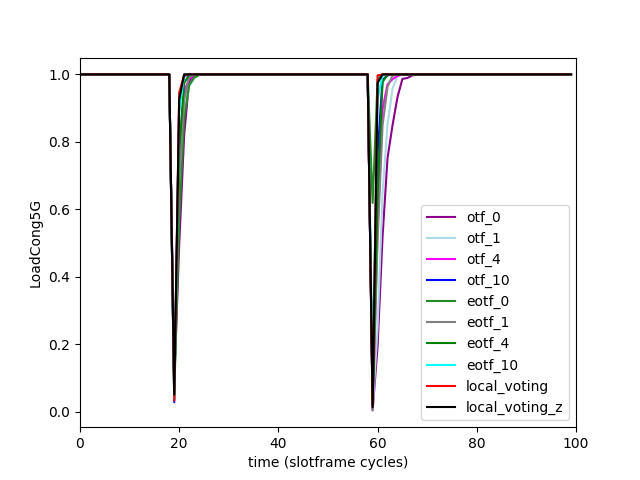 1.0
0.8
0.6
0.4
0.2
0.0
LoadCong5G
0 20 40 60 80 100
time (slotframe cycles)
otf_0
otf_1
otf_4
otf_10
eotf_0
eotf_1
eotf_4
eotf_10
local_voting
local_voting_z